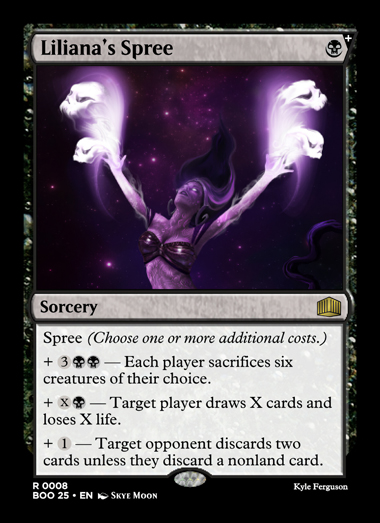 Liliana's Spree
Sorcery
Spree (Choose one or more additional costs.)
+ 3 — Each player sacrifices six
creatures of their choice.
+ X — Target player draws X cards and
loses X life.
+ 1 — Target opponent discards two
cards unless they discard a nonland card.
R 0008
BOO 25 • EN Skye Moon
Kyle Ferguson